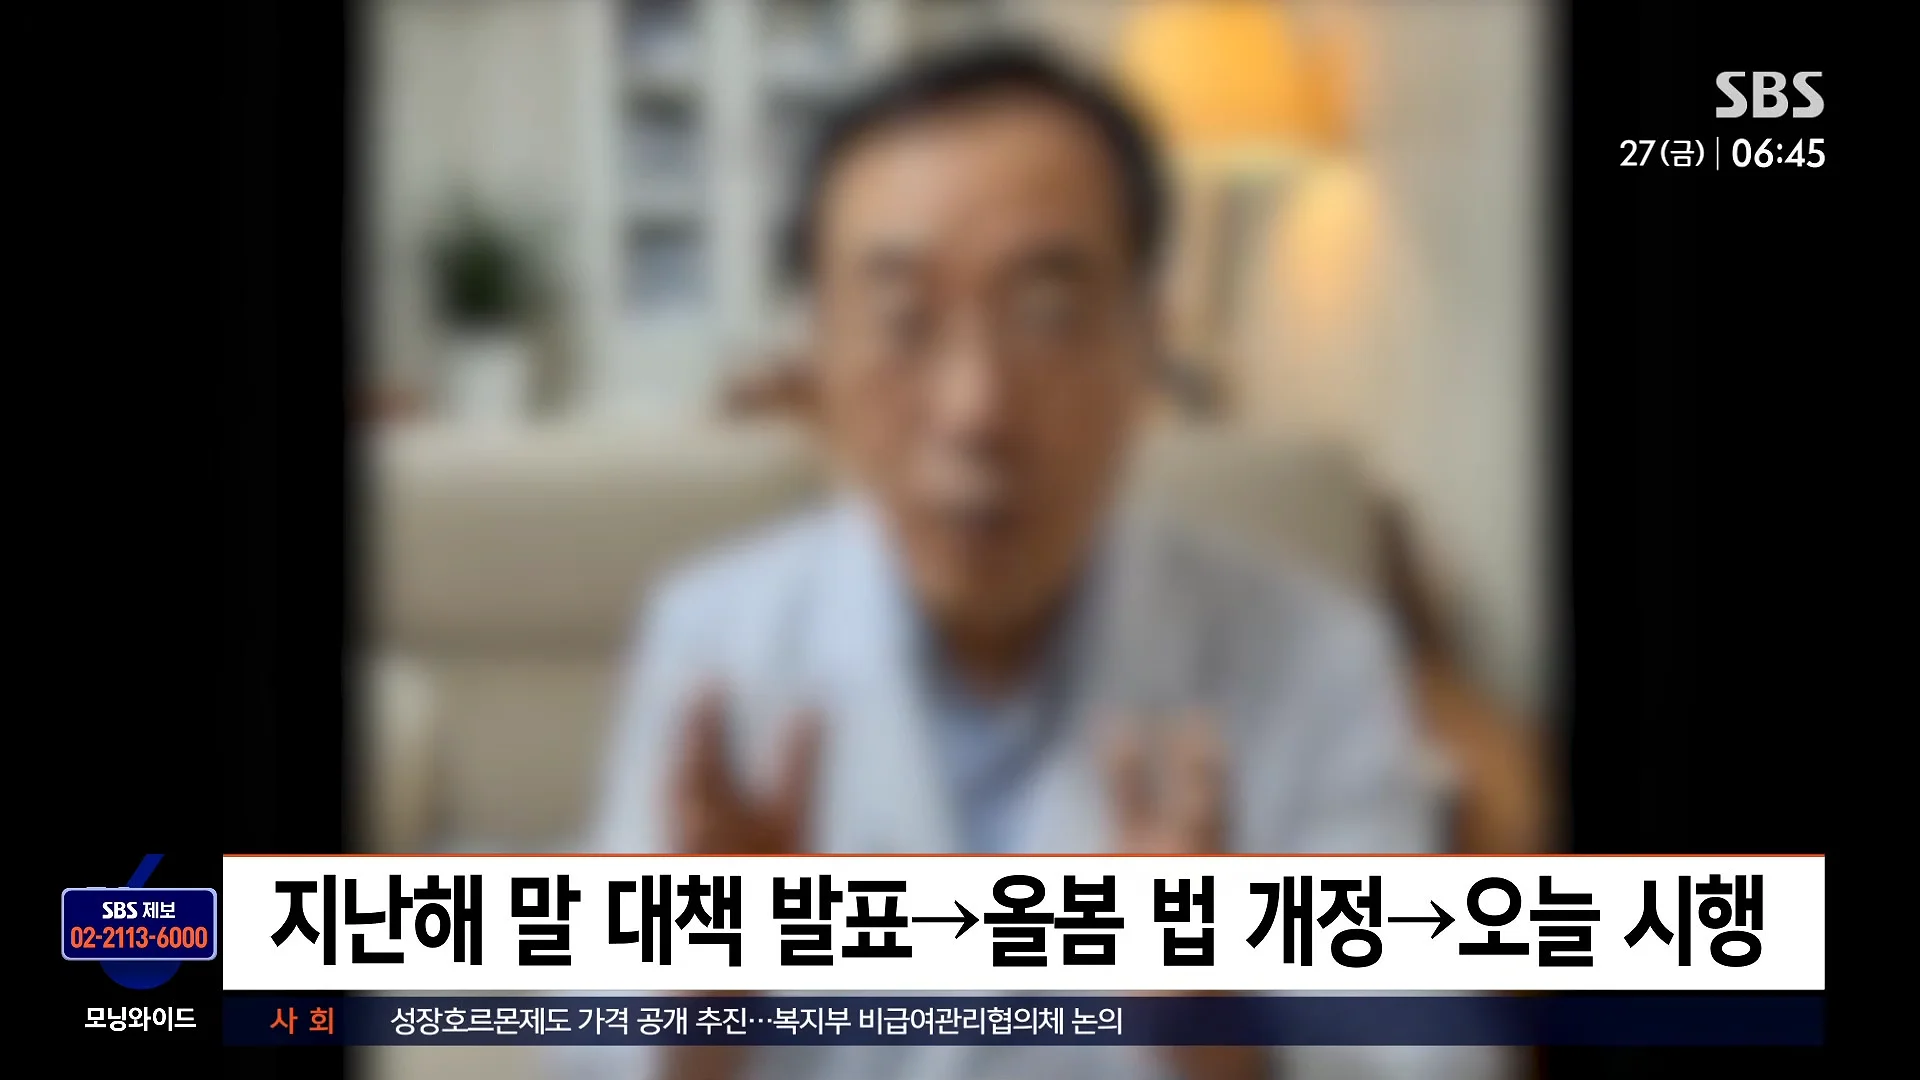 SBS
27(금) | 06:45
지난해 말 대책 발표→올봄 법 개정→오늘 시행
SBS 제보
02-2113-6000
모닝와이드
사회 성장호르몬제도 가격 공개 추진…복지부 비급여관리협의체 논의